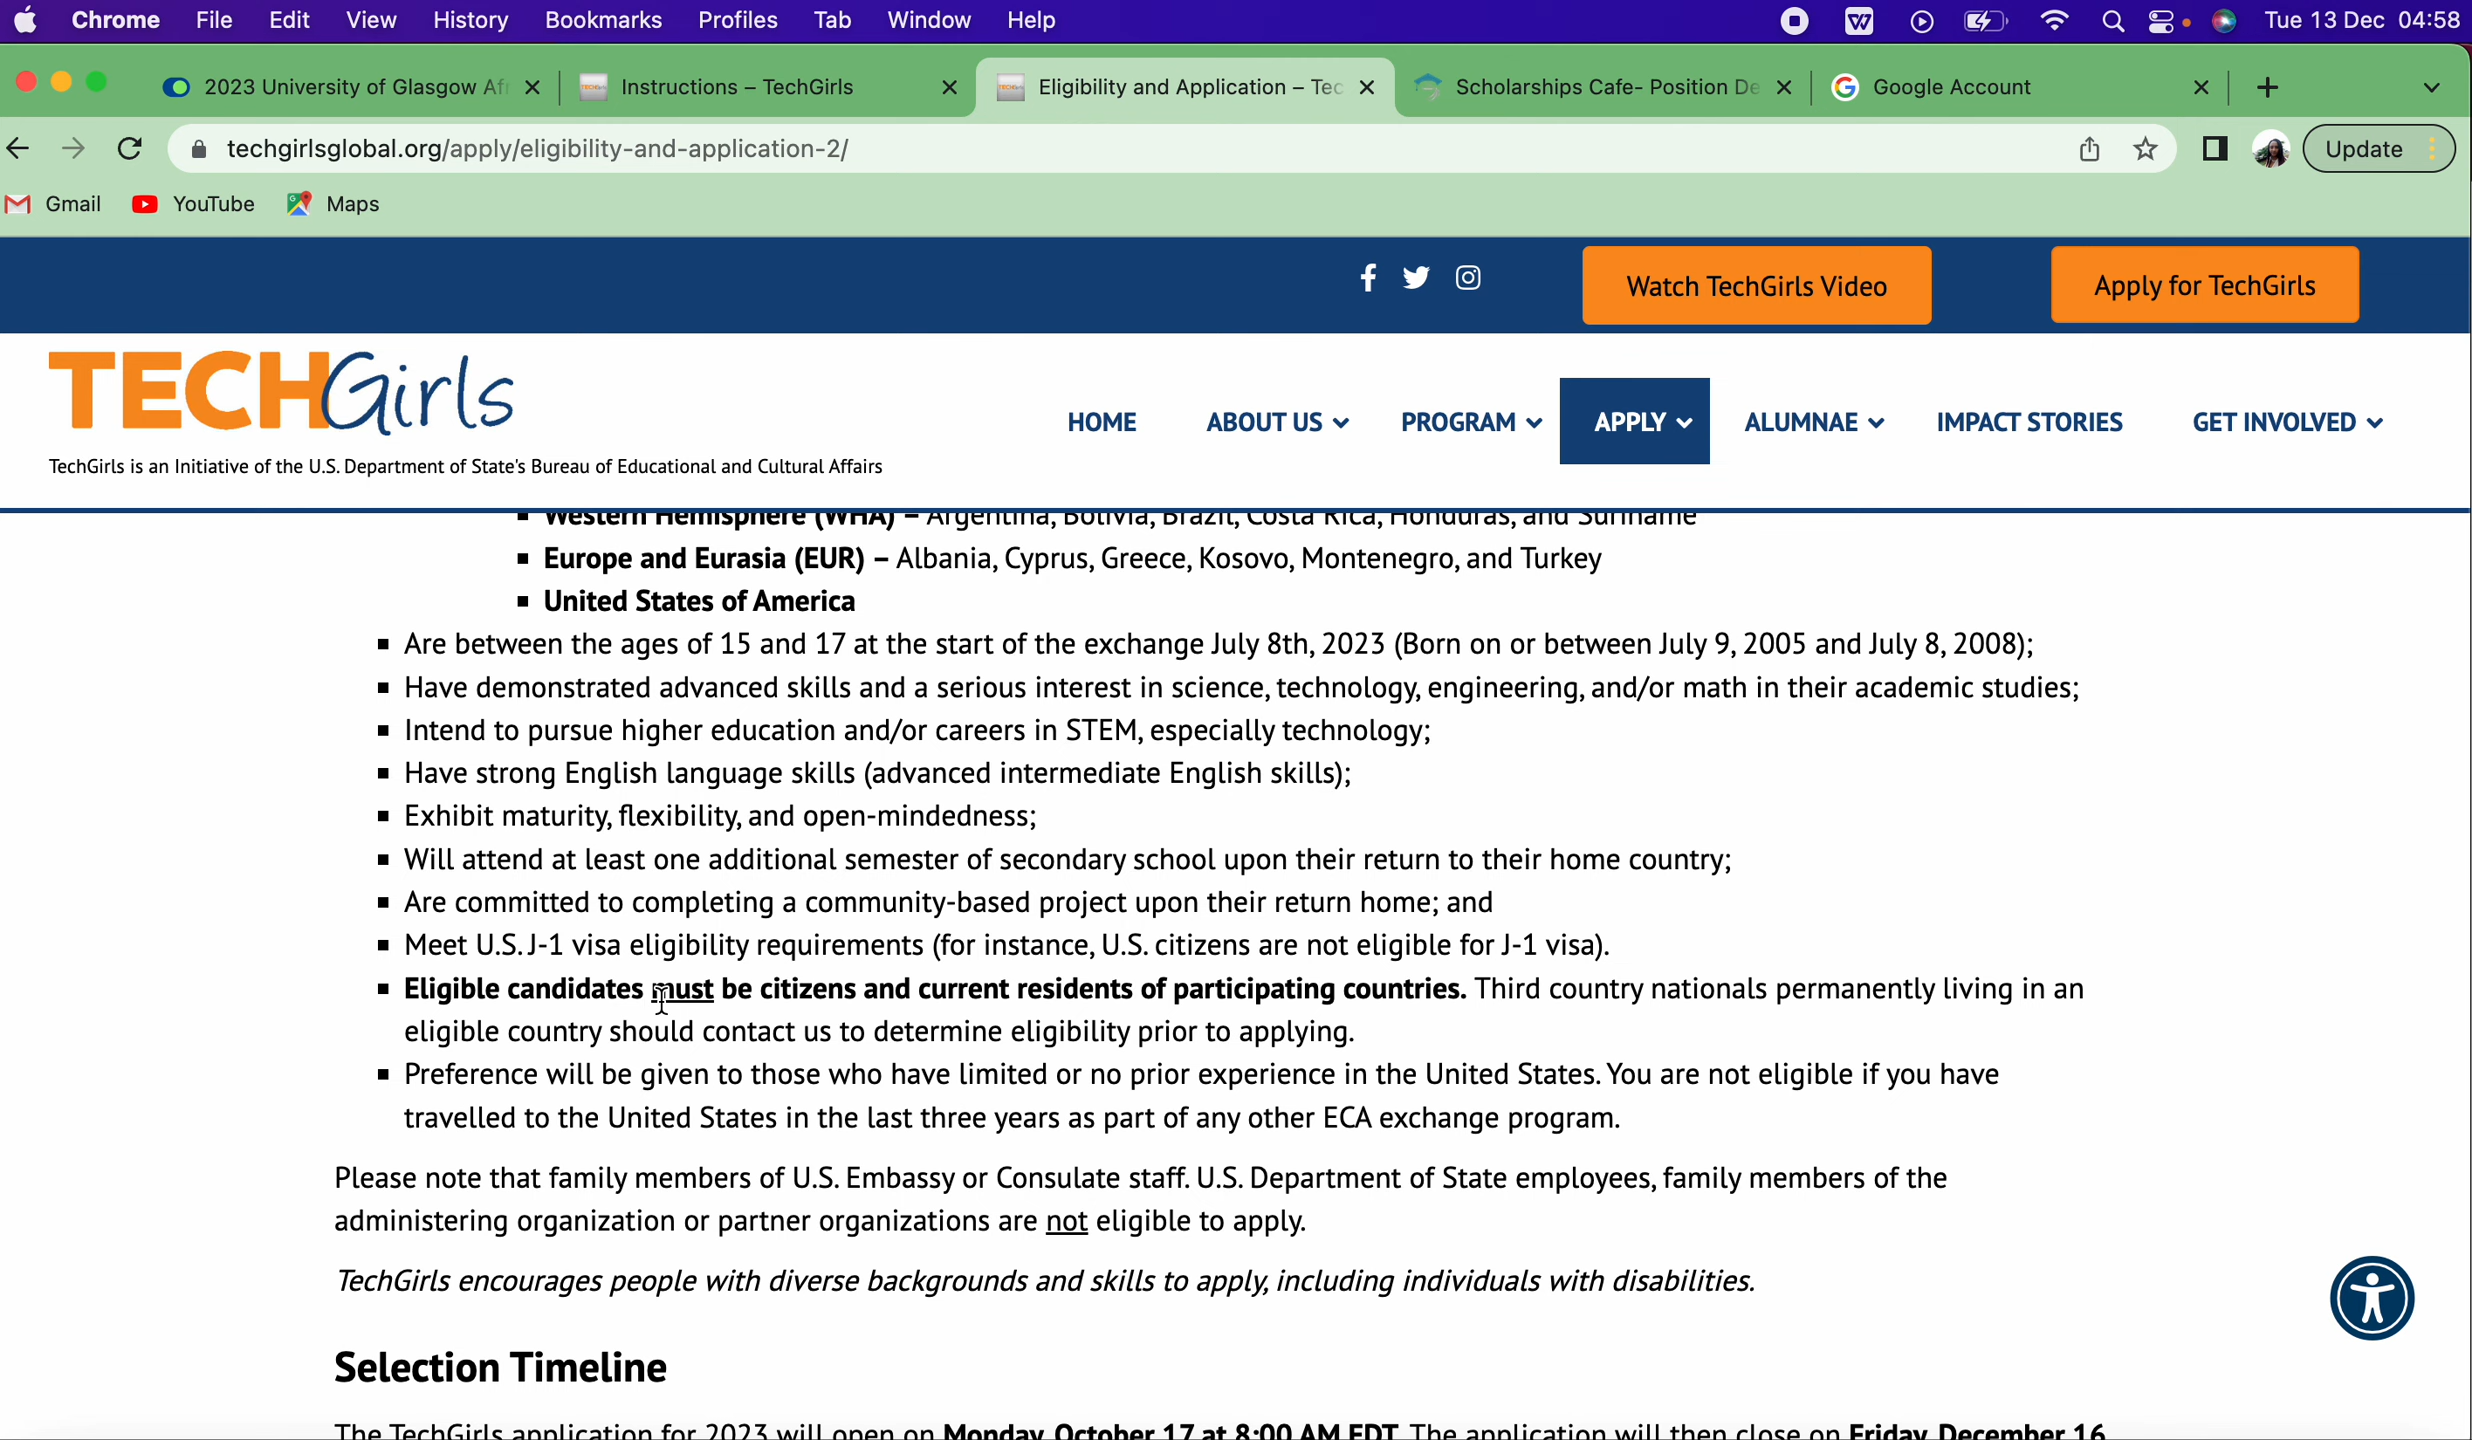 Chrome File Edit View History Bookmarks Profiles Tab Window Help Tue 13 Dec 04:58
2023 University of Glasgow Afr Instructions – TechGirls Eligibility and Application – Tec Scholarships Cafe- Position De Google Account
techgirlsglobal.org/apply/eligibility-and-application-2/ Update
Gmail YouTube Maps
Watch TechGirls Video Apply for TechGirls
TECHGirls
HOME ABOUT US PROGRAM APPLY ALUMNAE IMPACT STORIES GET INVOLVED
TechGirls is an Initiative of the U.S. Department of State's Bureau of Educational and Cultural Affairs
▪ Western Hemisphere (WHA) – Argentina, Bolivia, Brazil, Costa Rica, Honduras, and Suriname
▪ Europe and Eurasia (EUR) – Albania, Cyprus, Greece, Kosovo, Montenegro, and Turkey
▪ United States of America
▪ Are between the ages of 15 and 17 at the start of the exchange July 8th, 2023 (Born on or between July 9, 2005 and July 8, 2008);
▪ Have demonstrated advanced skills and a serious interest in science, technology, engineering, and/or math in their academic studies;
▪ Intend to pursue higher education and/or careers in STEM, especially technology;
▪ Have strong English language skills (advanced intermediate English skills);
▪ Exhibit maturity, flexibility, and open-mindedness;
▪ Will attend at least one additional semester of secondary school upon their return to their home country;
▪ Are committed to completing a community-based project upon their return home; and
▪ Meet U.S. J-1 visa eligibility requirements (for instance, U.S. citizens are not eligible for J-1 visa).
▪ Eligible candidates must be citizens and current residents of participating countries. Third country nationals permanently living in an
eligible country should contact us to determine eligibility prior to applying.
▪ Preference will be given to those who have limited or no prior experience in the United States. You are not eligible if you have
travelled to the United States in the last three years as part of any other ECA exchange program.
Please note that family members of U.S. Embassy or Consulate staff. U.S. Department of State employees, family members of the
administering organization or partner organizations are not eligible to apply.
TechGirls encourages people with diverse backgrounds and skills to apply, including individuals with disabilities.
Selection Timeline
The TechGirls application for 2023 will open on Monday, October 17 at 8:00 AM EDT. The application will then close on Friday, December 16